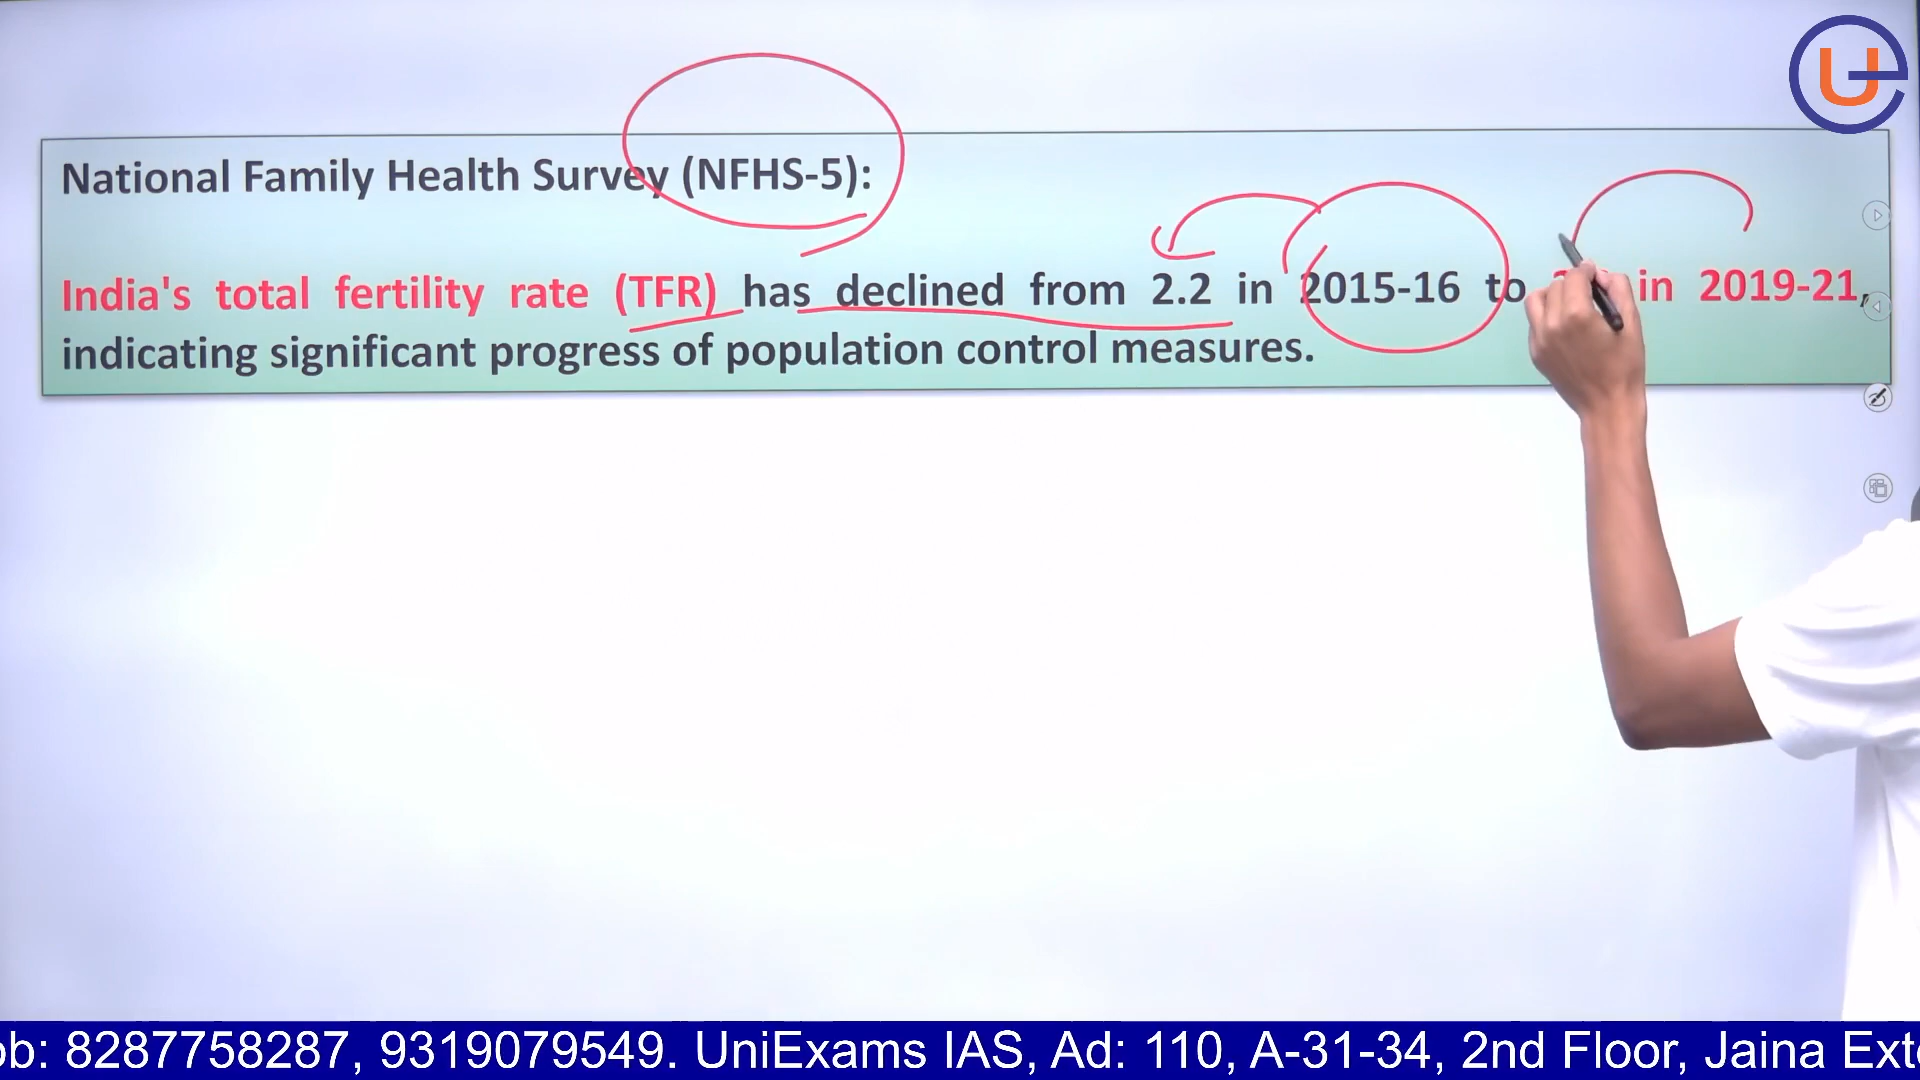 National Family Health Survey (NFHS-5):
India's total fertility rate (TFR) has declined from 2.2 in 2015-16 to in 2019-21,
indicating significant progress of population control measures.
ob: 8287758287, 9319079549. UniExams IAS, Ad: 110, A-31-34, 2nd Floor, Jaina Exte